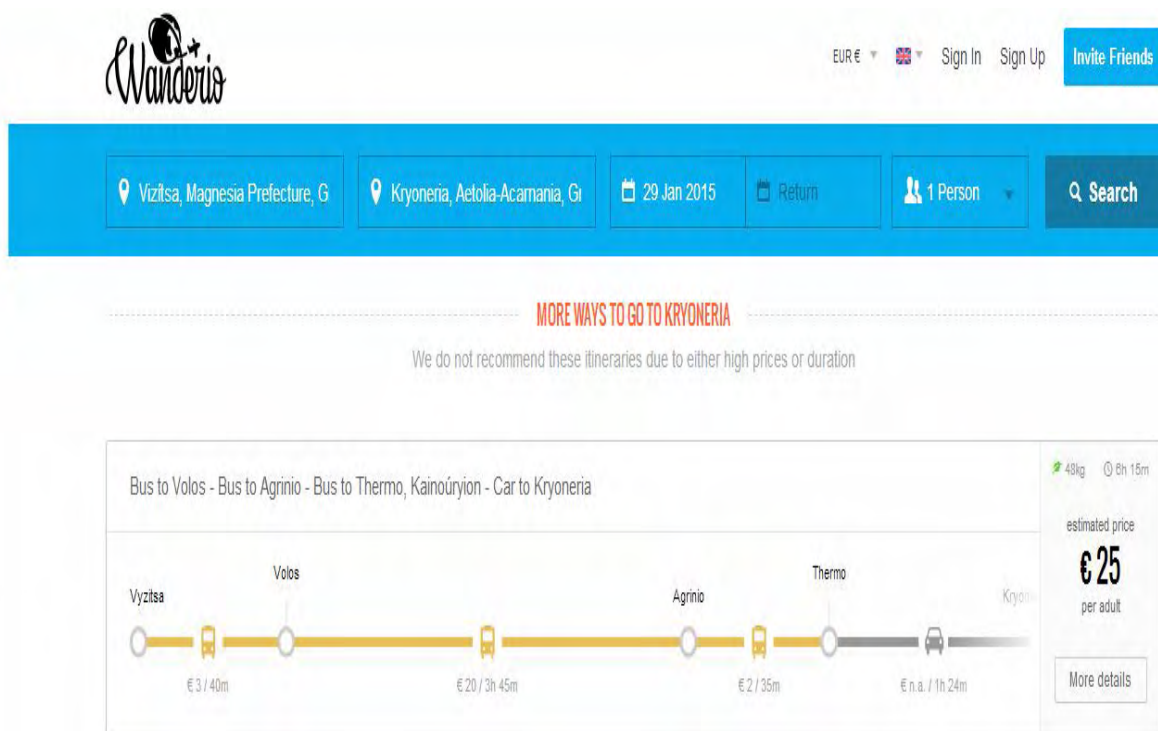 Wanderio
EUR € Sign In Sign Up Invite Friends
Vizítsa, Magnesia Prefecture, G Kryoneria, Aetolia-Acarnania, Gr 29 Jan 2015 Return 1 Person Search
MORE WAYS TO GO TO KRYONERIA
We do not recommend these itineraries due to either high prices or duration
Bus to Volos - Bus to Agrinio - Bus to Thermo, Kainoúryion - Car to Kryoneria
48kg 6h 15m
estimated price
€ 25
per adult
More details
Vyzitsa Volos Agrinio Thermo
€ 3 / 40m € 20 / 3h 45m € 2 / 35m € n.a. / 1h 24m